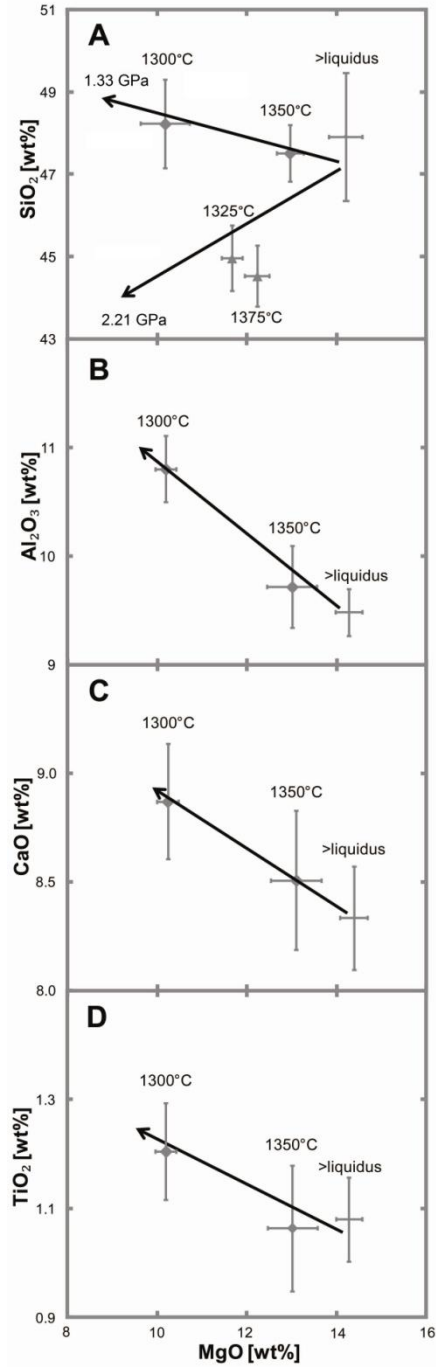 51
A
1300°C
>liquidus
1.33 GPa
49
1350°C
SiO₂ [wt%]
47
1325°C
45
2.21 GPa
1375°C
43
B
1300°C
11
Al₂O₃ [wt%]
1350°C
10
>liquidus
9
C
1300°C
9.0
1350°C
CaO [wt%]
>liquidus
8.5
8.0
D
1300°C
1.3
1350°C
TiO₂ [wt%]
>liquidus
1.1
0.9
8 10 12 14 16
MgO [wt%]